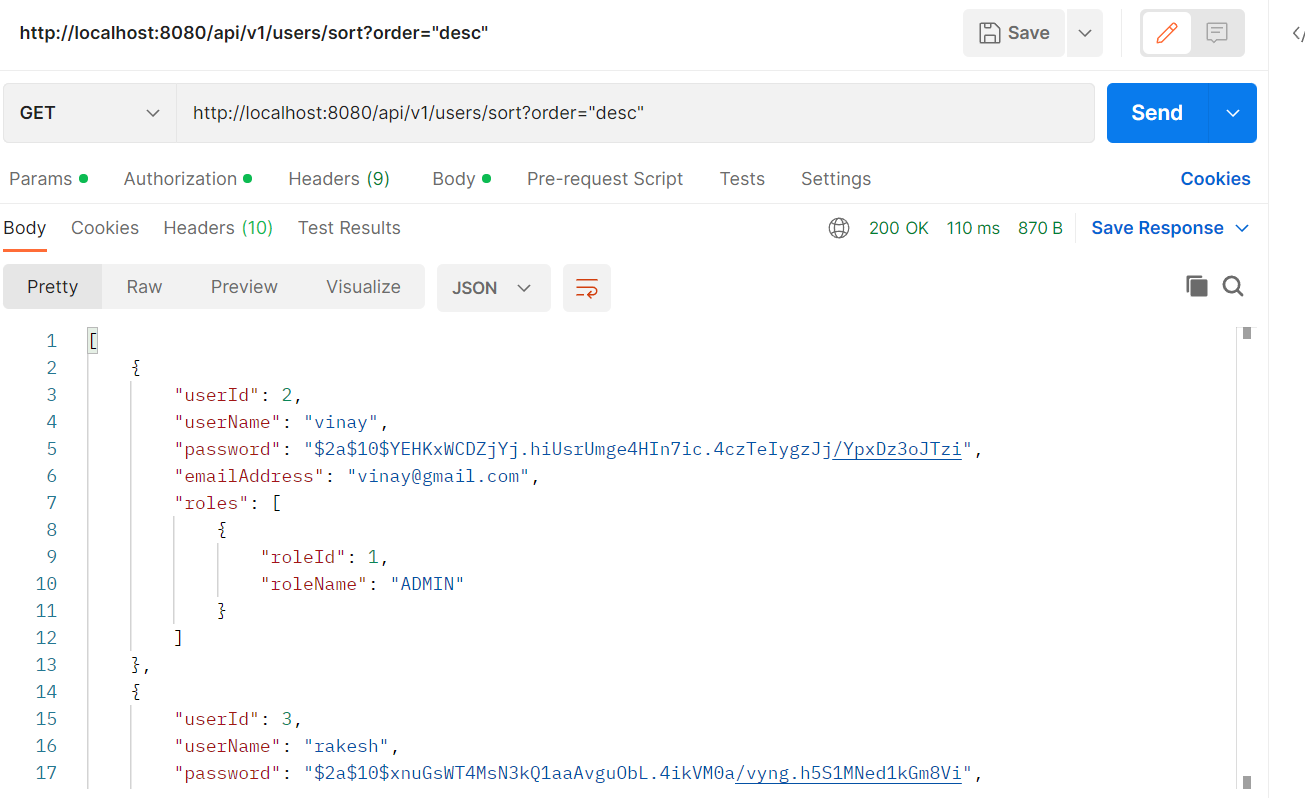 http://localhost:8080/api/v1/users/sort?order="desc"
Save
GET
http://localhost:8080/api/v1/users/sort?order="desc"
Send
Params Authorization Headers (9) Body Pre-request Script Tests Settings Cookies
Body Cookies Headers (10) Test Results 200 OK 110 ms 870 B Save Response
Pretty Raw Preview Visualize JSON
1 [
2 {
3 "userId": 2,
4 "userName": "vinay",
5 "password": "$2a$10$YEHKxWCDZjYj.hiUsrUmge4HIn7ic.4czTeIygzJj/YpxDz3oJTzi",
6 "emailAddress": "vinay@gmail.com",
7 "roles": [
8 {
9 "roleId": 1,
10 "roleName": "ADMIN"
11 }
12 ]
13 },
14 {
15 "userId": 3,
16 "userName": "rakesh",
17 "password": "$2a$10$xnuGsWT4MsN3kQ1aaAvguObL.4ikVM0a/vyng.h5S1MNed1kGm8Vi",